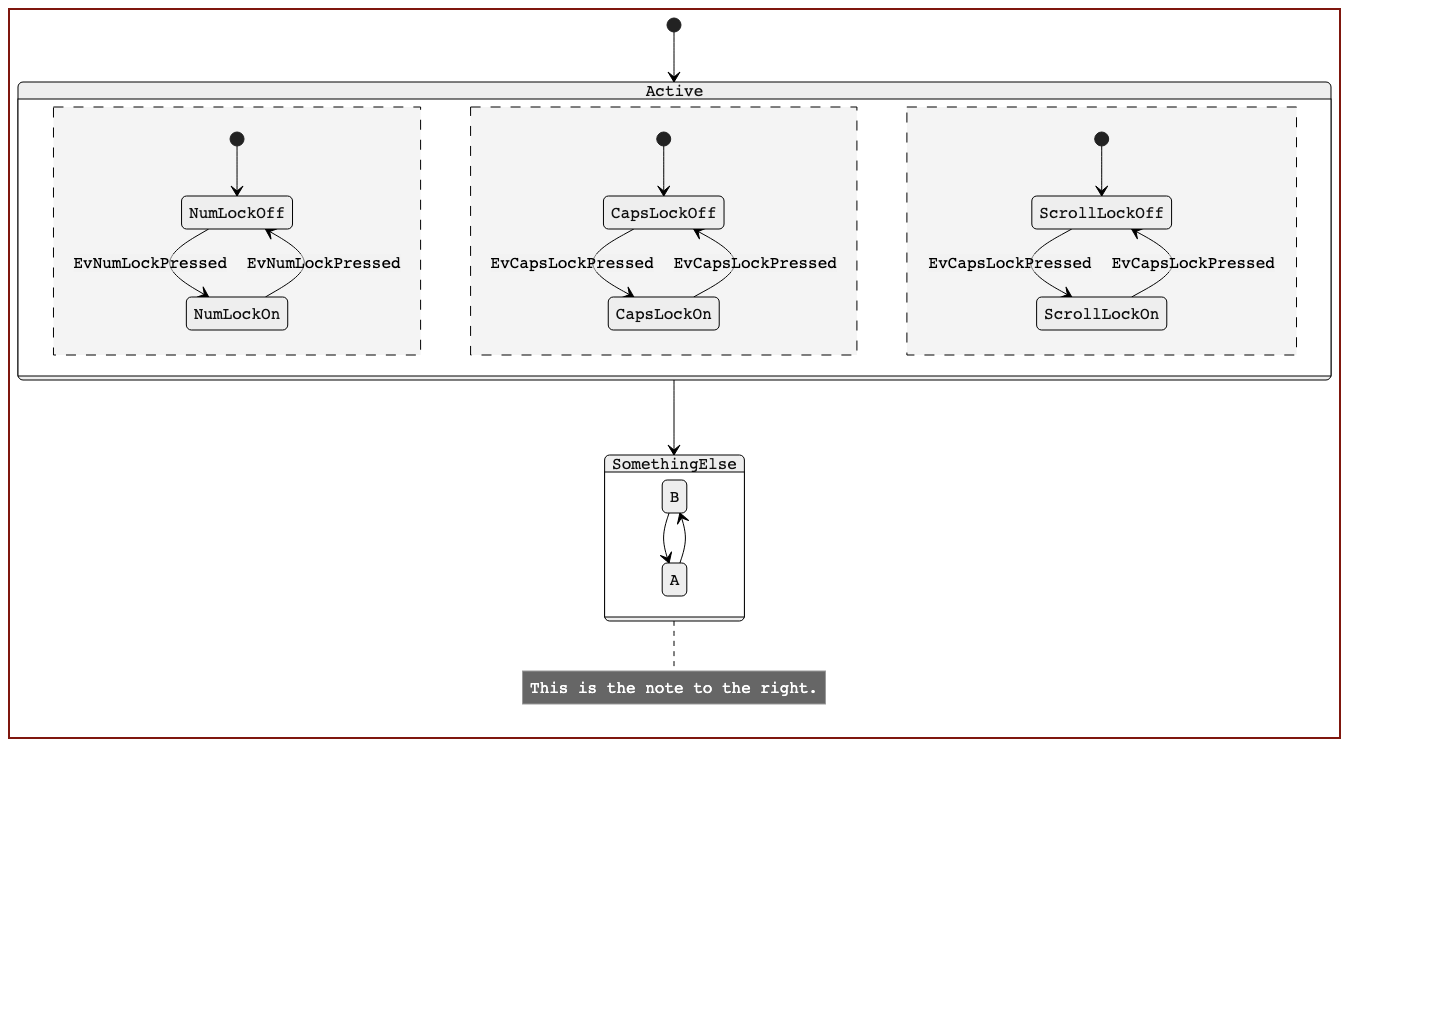 Active
NumLockOff
CapsLockOff
ScrollLockOff
EvNumLockPressed
EvNumLockPressed
EvCapsLockPressed
EvCapsLockPressed
EvCapsLockPressed
EvCapsLockPressed
NumLockOn
CapsLockOn
ScrollLockOn
SomethingElse
B
A
This is the note to the right.